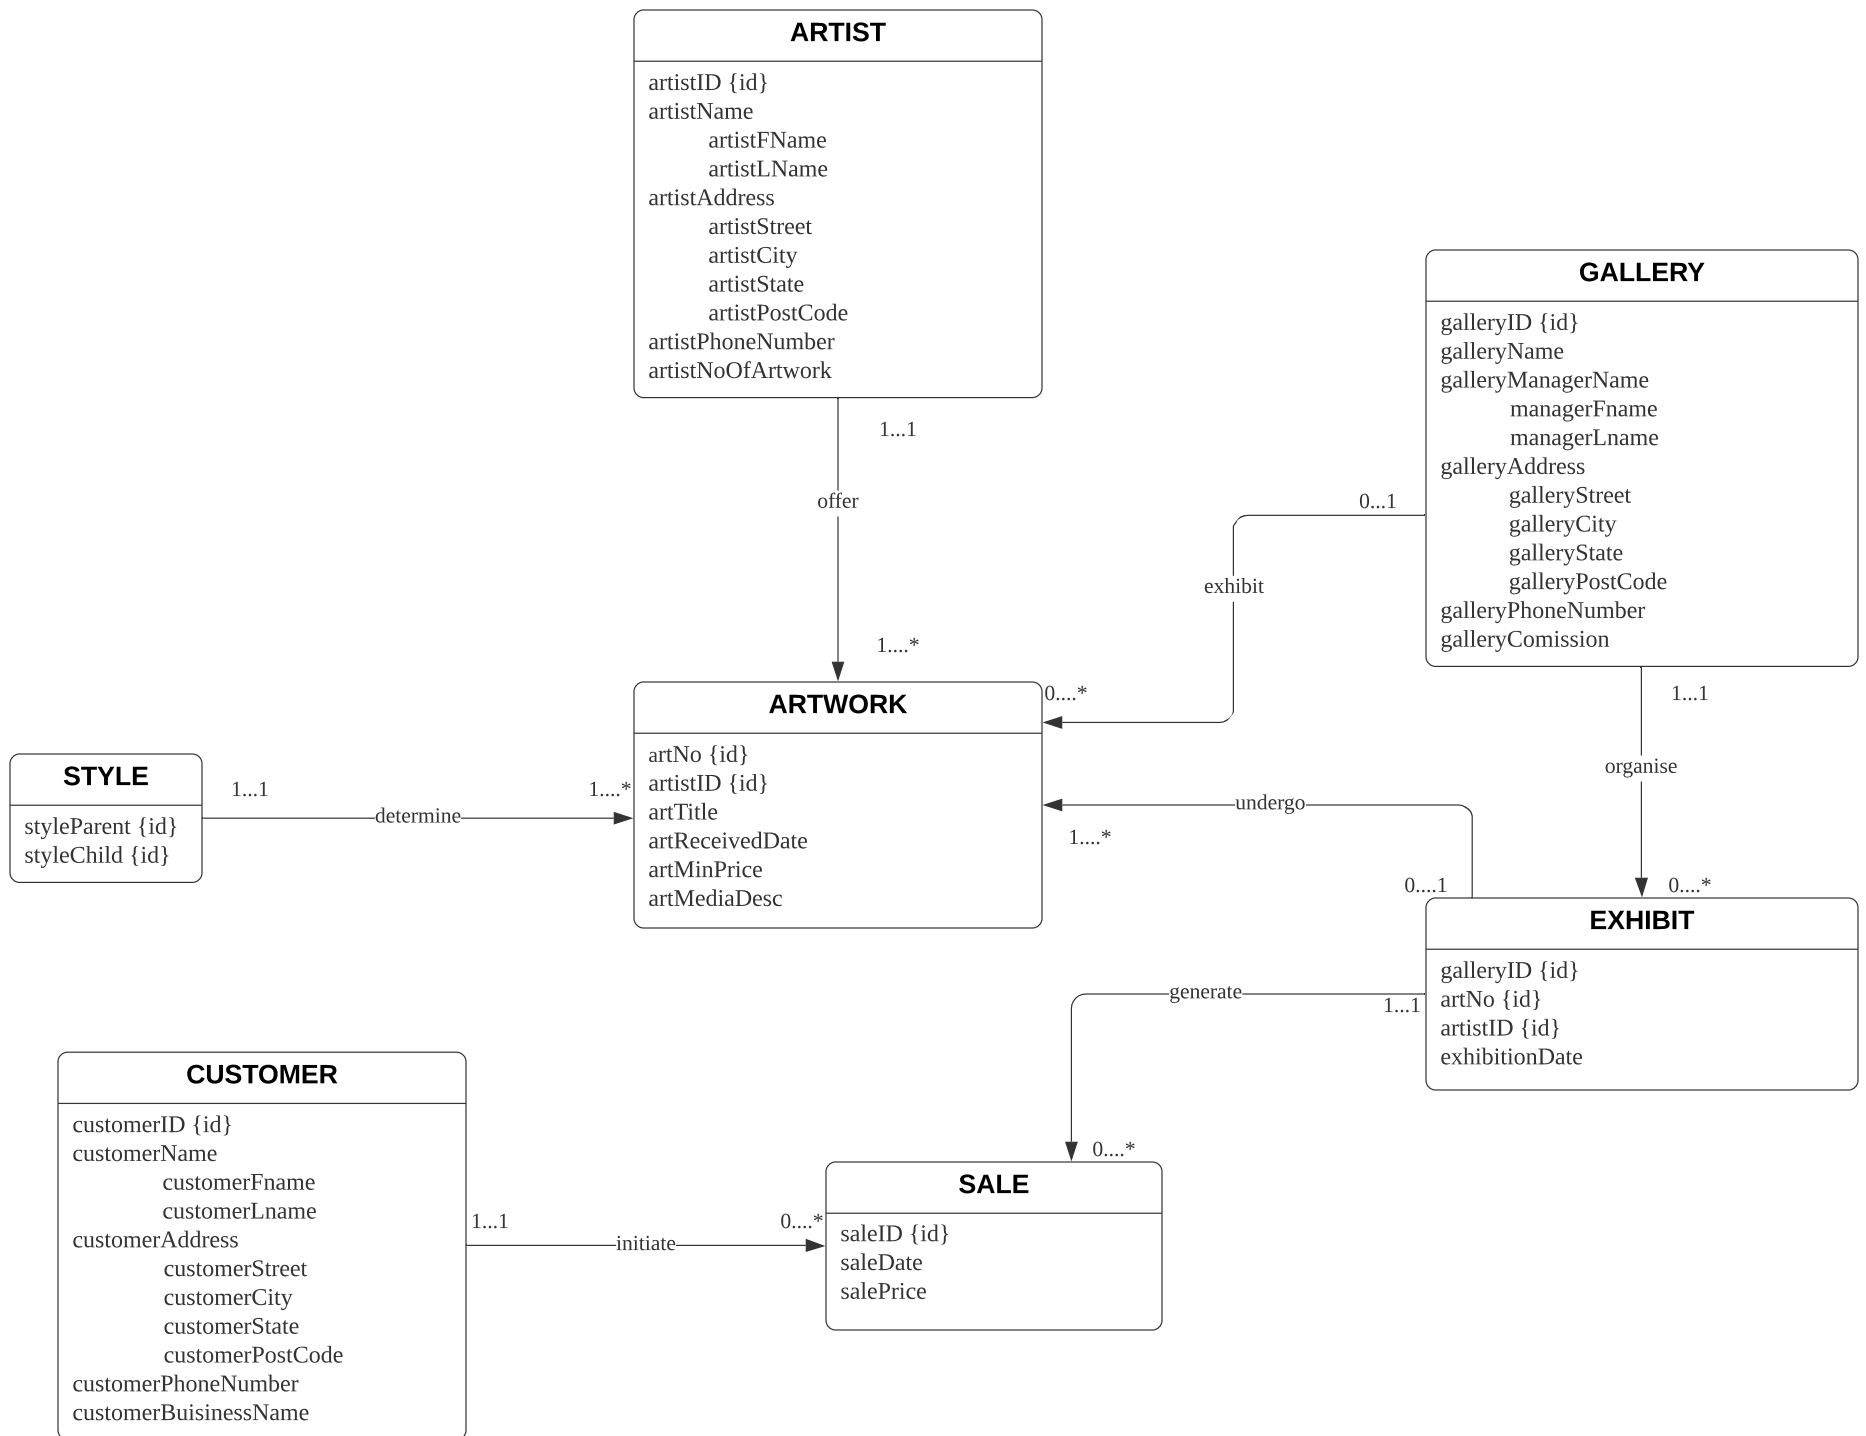 ARTIST
artistID {id}
artistName
artistFName
artistLName
artistAddress
artistStreet
artistCity
artistState
artistPostCode
artistPhoneNumber
artistNoOfArtwork
1...1
offer
1....*
GALLERY
galleryID {id}
galleryName
galleryManagerName
managerFname
managerLname
galleryAddress
galleryStreet
galleryCity
galleryState
galleryPostCode
galleryPhoneNumber
galleryComission
0...1
exhibit
0....*
1...1
organise
0....*
ARTWORK
artNo {id}
artistID {id}
artTitle
artReceivedDate
artMinPrice
artMediaDesc
STYLE
styleParent {id}
styleChild {id}
1...1
determine
1....*
undergo
1....*
0....1
EXHIBIT
galleryID {id}
artNo {id}
artistID {id}
exhibitionDate
generate
1...1
0....*
CUSTOMER
customerID {id}
customerName
customerFname
customerLname
customerAddress
customerStreet
customerCity
customerState
customerPostCode
customerPhoneNumber
customerBuisinessName
1...1
initiate
0....*
SALE
saleID {id}
saleDate
salePrice